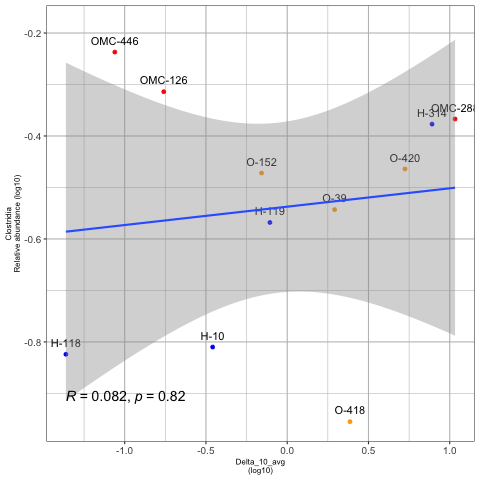 -0.2
OMC-446
OMC-126
H-314
OMC-288
-0.4
O-152
O-420
O-39
H-119
-0.6
Clostridia
Relative abundance (log10)
H-10
H-118
-0.8
R = 0.082, p = 0.82
O-418
-1.0
-0.5
0.0
0.5
1.0
Delta_10_avg
(log10)